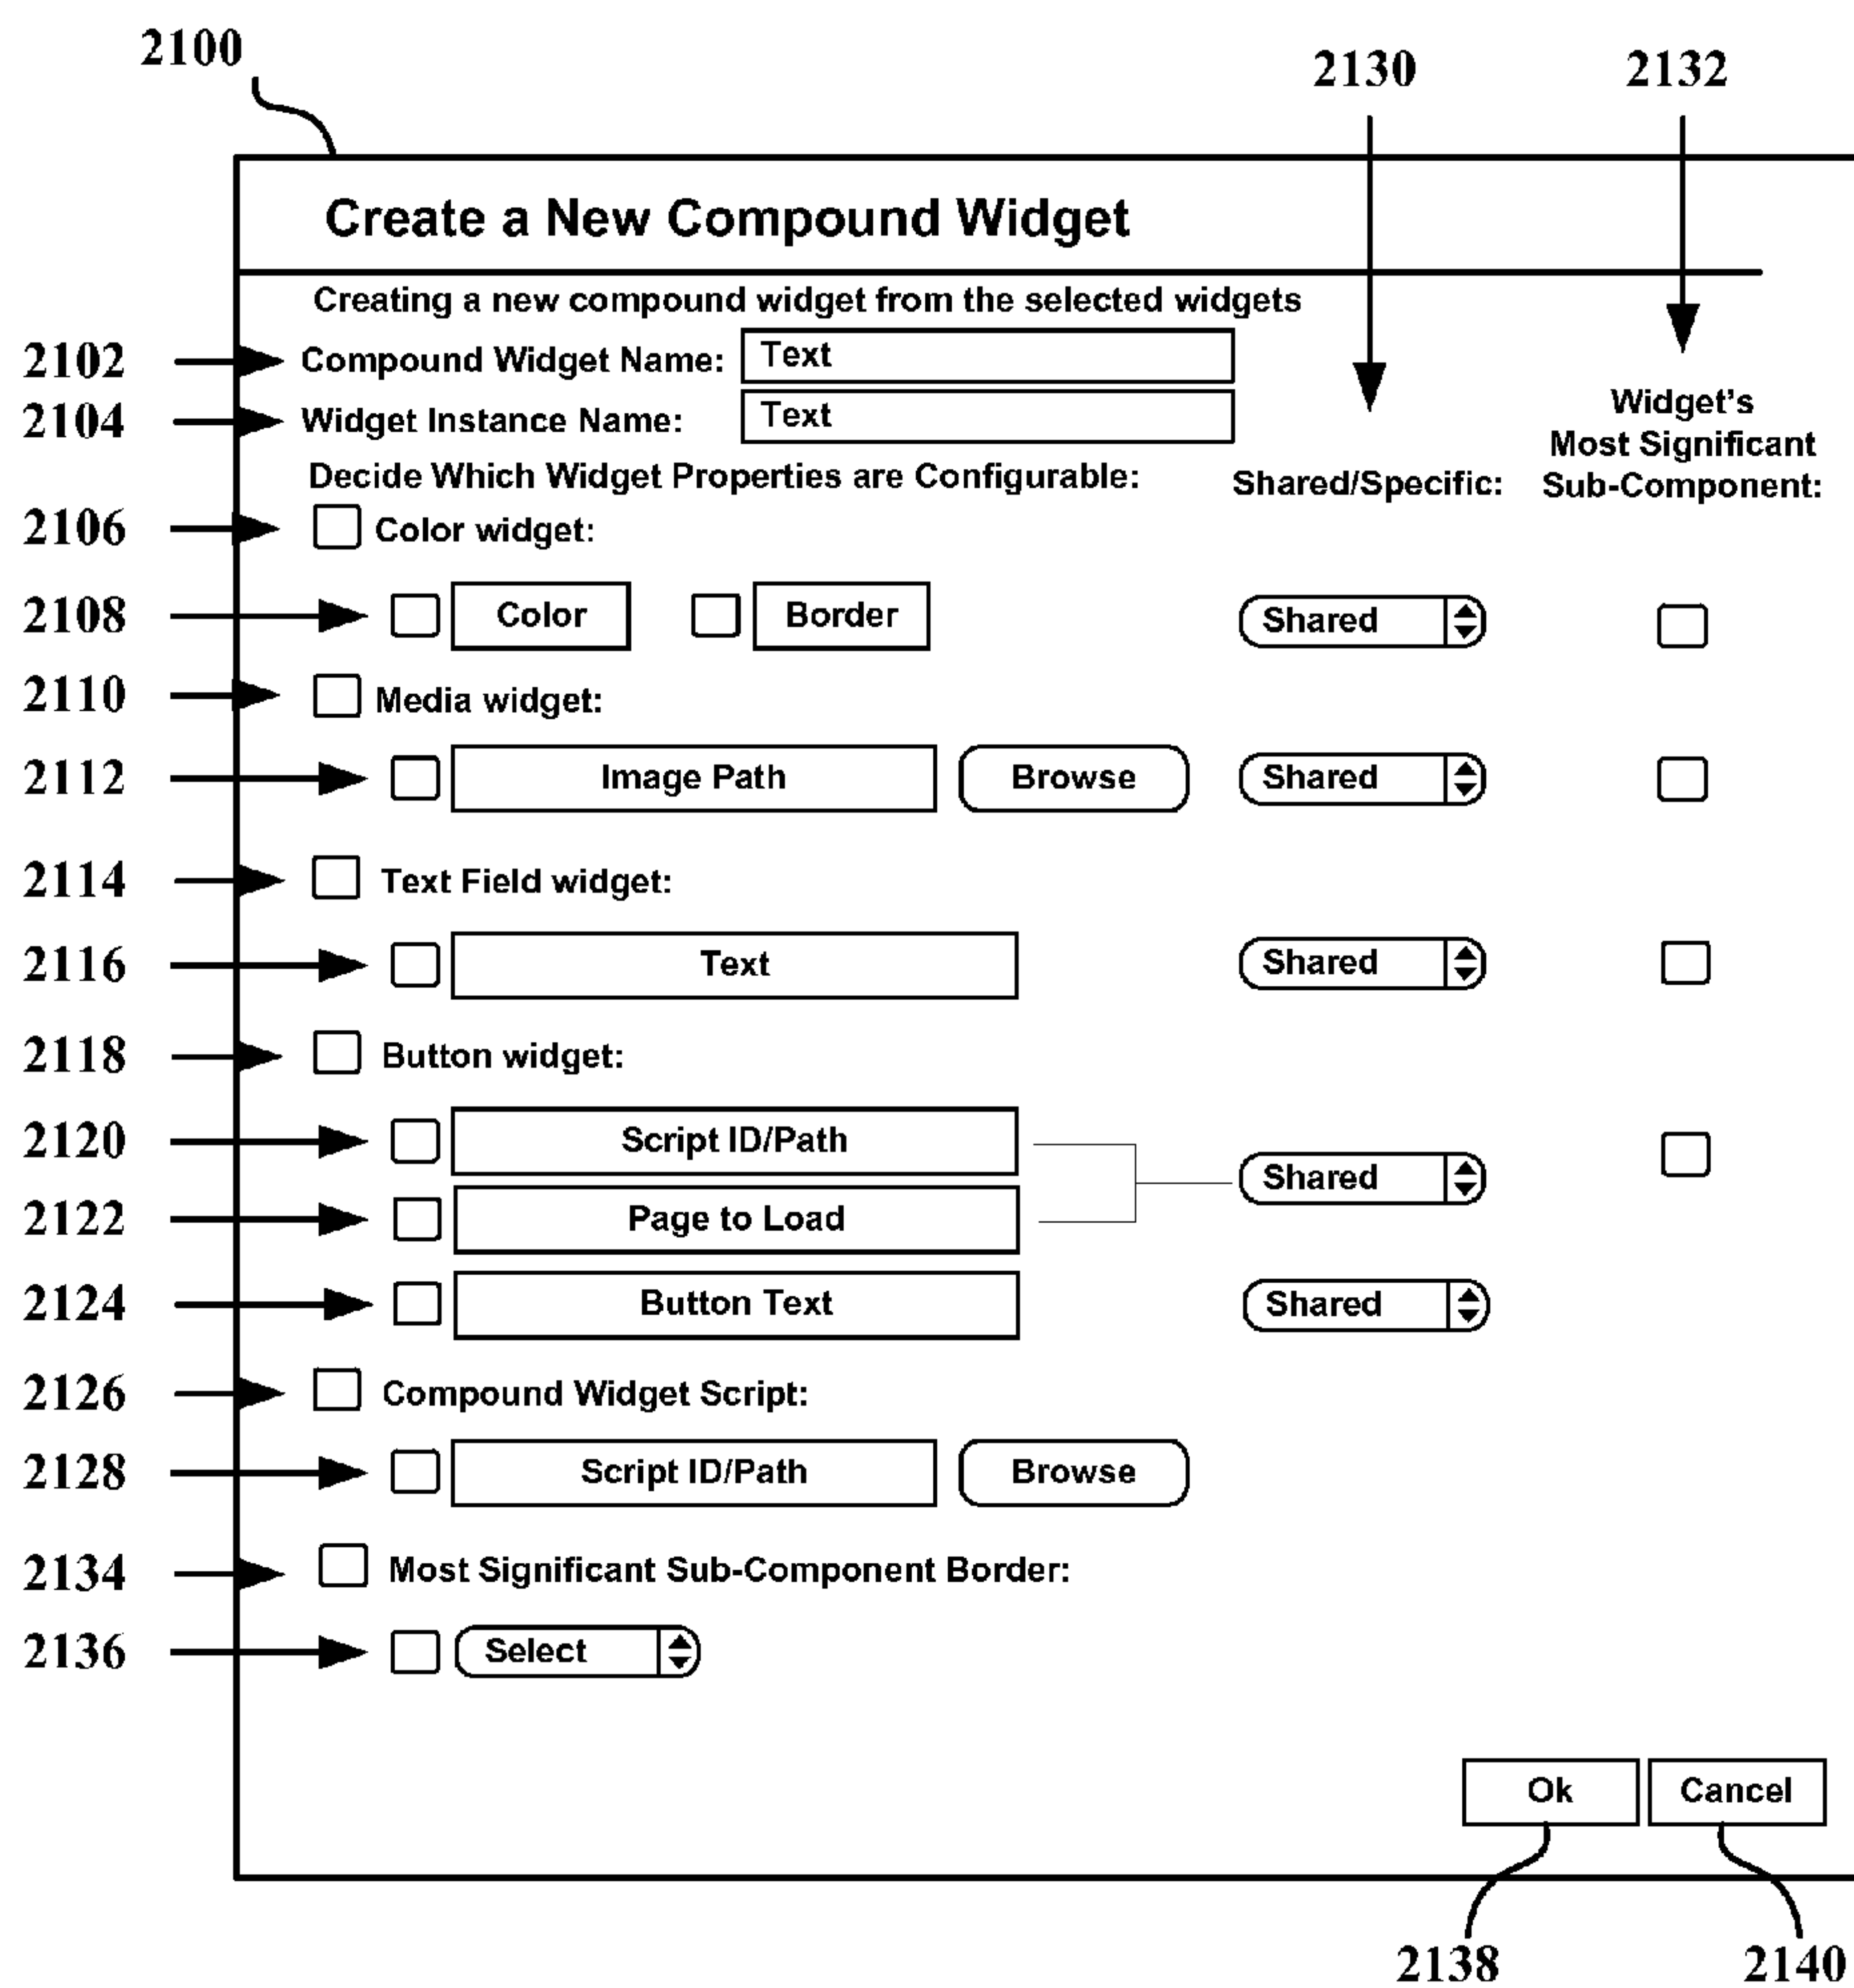 2100
2130 2132
Create a New Compound Widget
Creating a new compound widget from the selected widgets
2102 Compound Widget Name: Text
2104 Widget Instance Name: Text
Widget's
Most Significant
Sub-Component:
Decide Which Widget Properties are Configurable: Shared/Specific:
2106 Color widget:
2108 Color Border Shared
2110 Media widget:
2112 Image Path Browse Shared
2114 Text Field widget:
2116 Text Shared
2118 Button widget:
2120 Script ID/Path
Shared
2122 Page to Load
2124 Button Text Shared
2126 Compound Widget Script:
2128 Script ID/Path Browse
2134 Most Significant Sub-Component Border:
2136 Select
Ok Cancel
2138 2140